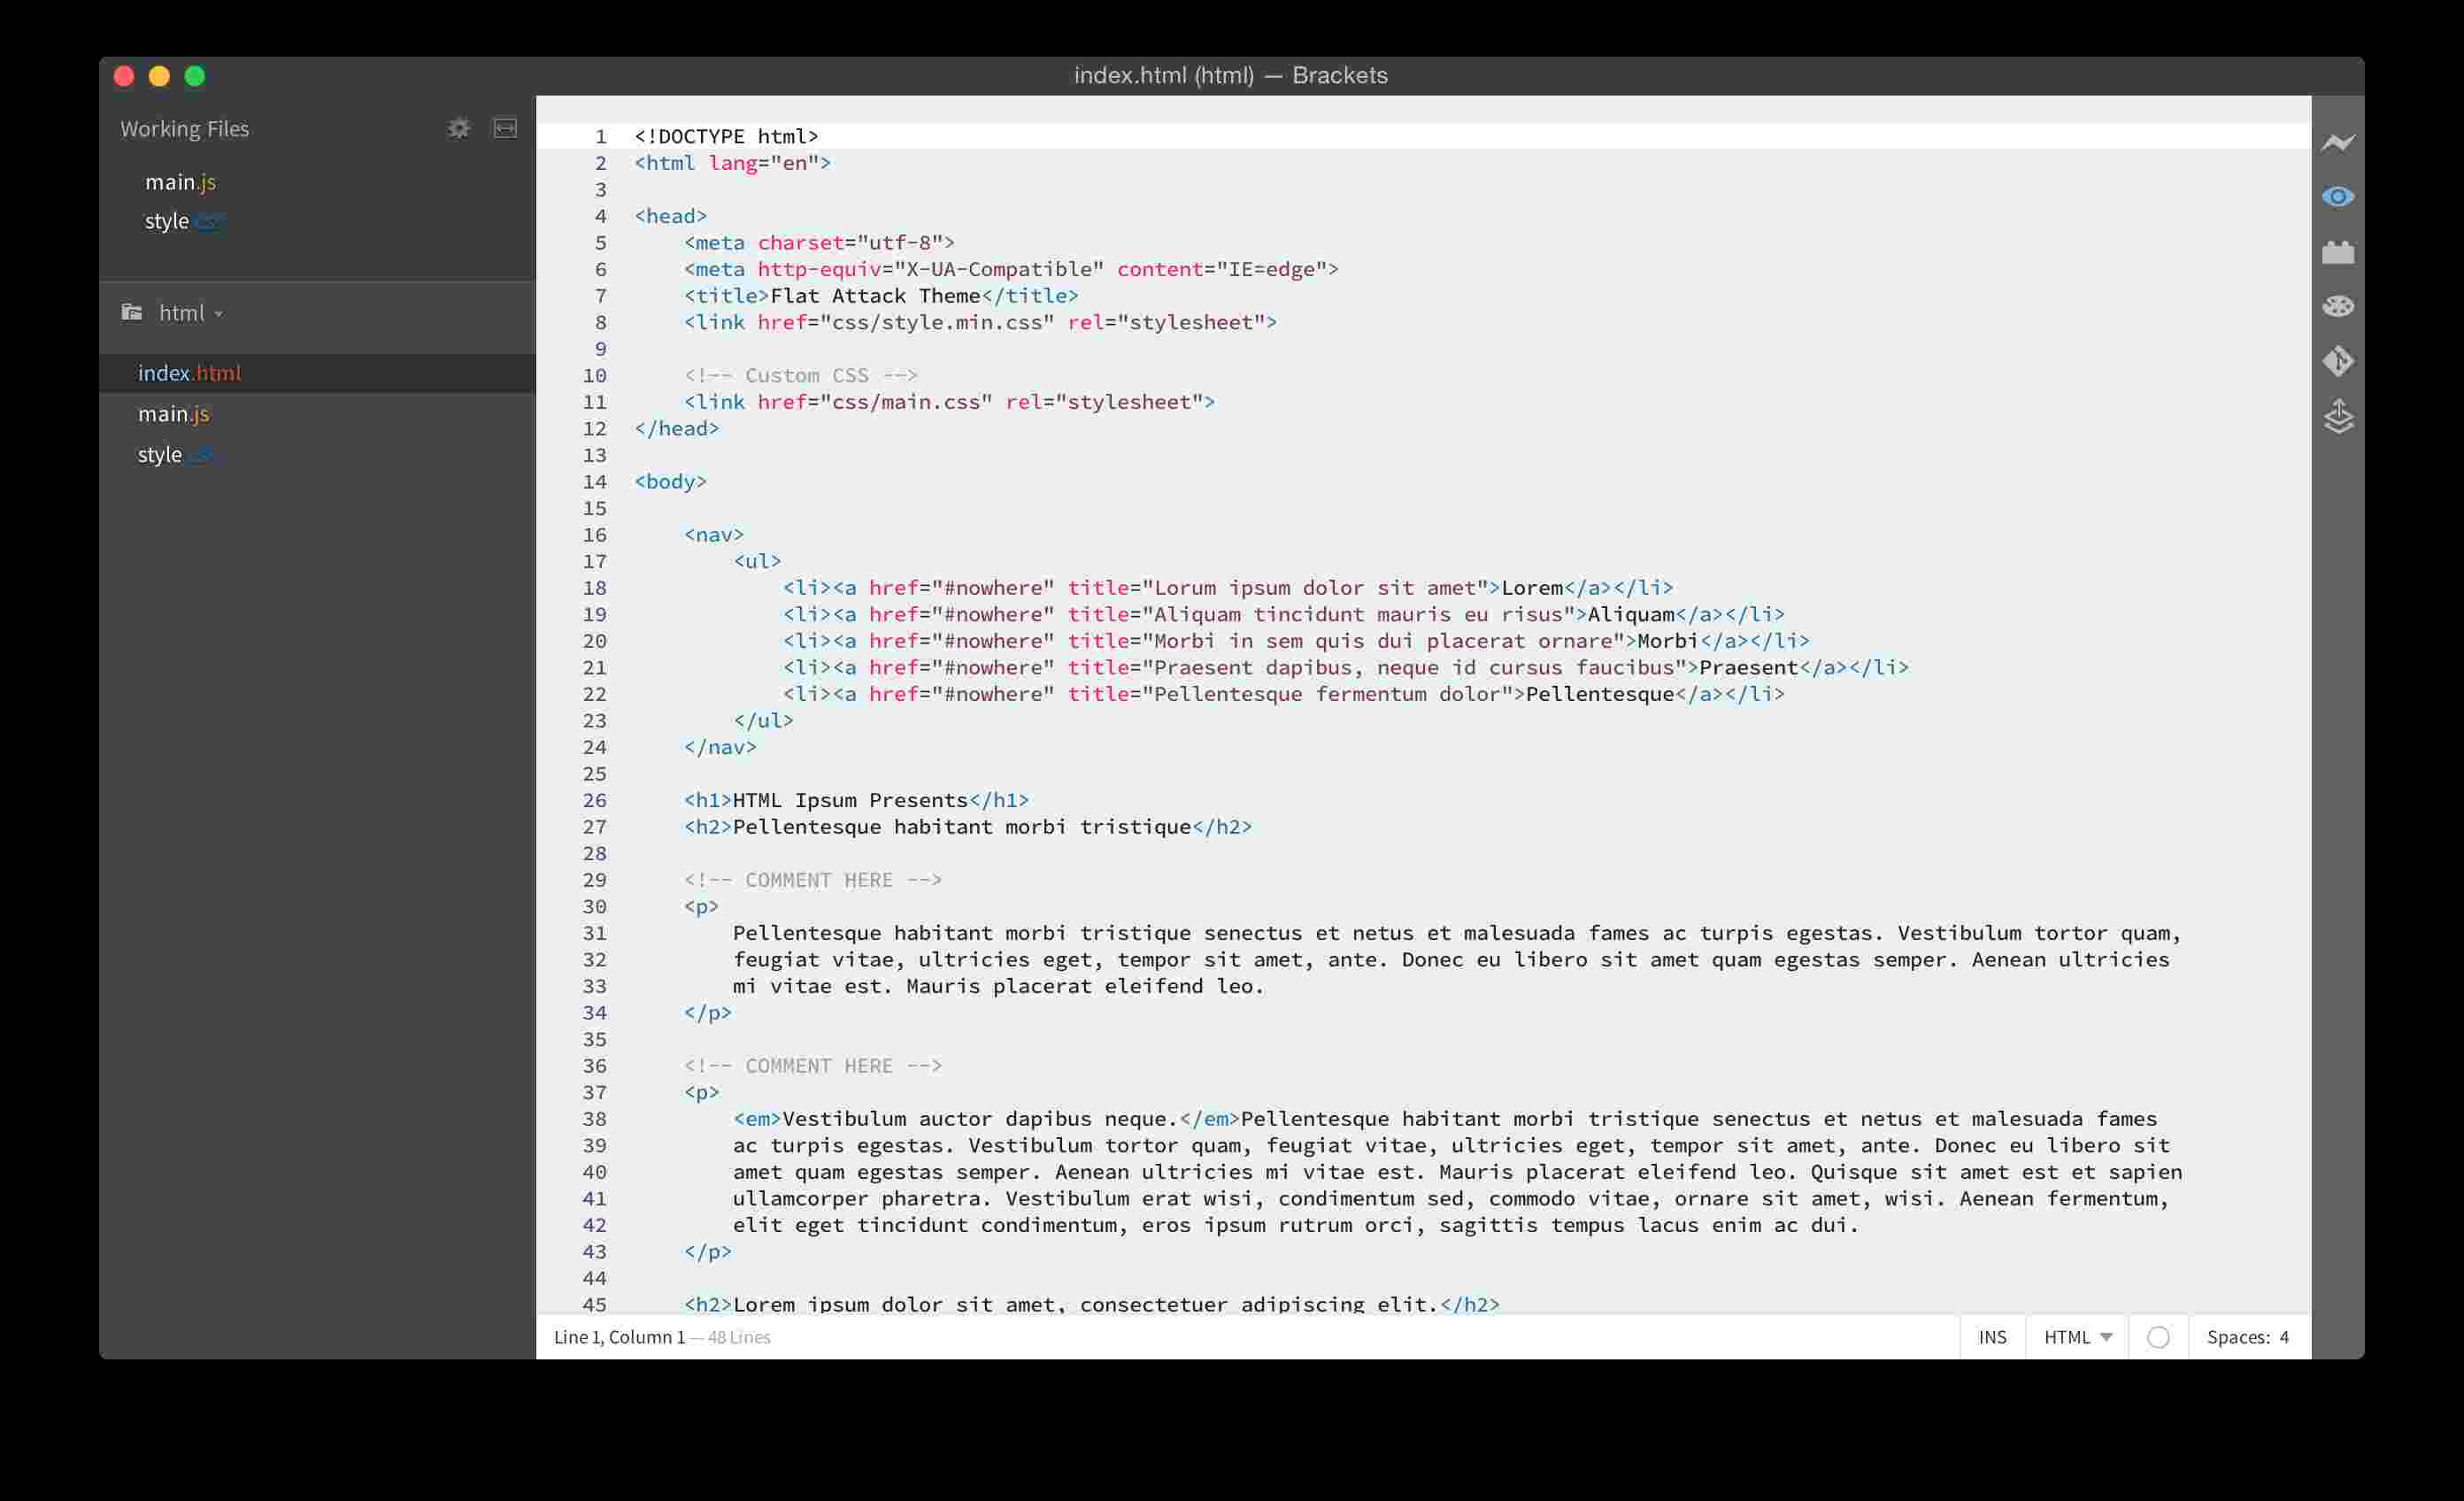 index.html (html) — Brackets
Working Files
main.js
style.css
html
index.html
main.js
style.css
1 <!DOCTYPE html>
2 <html lang="en">
3
4 <head>
5 <meta charset="utf-8">
6 <meta http-equiv="X-UA-Compatible" content="IE=edge">
7 <title>Flat Attack Theme</title>
8 <link href="css/style.min.css" rel="stylesheet">
9
10 <!-- Custom CSS -->
11 <link href="css/main.css" rel="stylesheet">
12 </head>
13
14 <body>
15
16 <nav>
17 <ul>
18 <li><a href="#nowhere" title="Lorum ipsum dolor sit amet">Lorem</a></li>
19 <li><a href="#nowhere" title="Aliquam tincidunt mauris eu risus">Aliquam</a></li>
20 <li><a href="#nowhere" title="Morbi in sem quis dui placerat ornare">Morbi</a></li>
21 <li><a href="#nowhere" title="Praesent dapibus, neque id cursus faucibus">Praesent</a></li>
22 <li><a href="#nowhere" title="Pellentesque fermentum dolor">Pellentesque</a></li>
23 </ul>
24 </nav>
25
26 <h1>HTML Ipsum Presents</h1>
27 <h2>Pellentesque habitant morbi tristique</h2>
28
29 <!-- COMMENT HERE -->
30 <p>
31 Pellentesque habitant morbi tristique senectus et netus et malesuada fames ac turpis egestas. Vestibulum tortor quam,
32 feugiat vitae, ultricies eget, tempor sit amet, ante. Donec eu libero sit amet quam egestas semper. Aenean ultricies
33 mi vitae est. Mauris placerat eleifend leo.
34 </p>
35
36 <!-- COMMENT HERE -->
37 <p>
38 <em>Vestibulum auctor dapibus neque.</em>Pellentesque habitant morbi tristique senectus et netus et malesuada fames
39 ac turpis egestas. Vestibulum tortor quam, feugiat vitae, ultricies eget, tempor sit amet, ante. Donec eu libero sit
40 amet quam egestas semper. Aenean ultricies mi vitae est. Mauris placerat eleifend leo. Quisque sit amet est et sapien
41 ullamcorper pharetra. Vestibulum erat wisi, condimentum sed, commodo vitae, ornare sit amet, wisi. Aenean fermentum,
42 elit eget tincidunt condimentum, eros ipsum rutrum orci, sagittis tempus lacus enim ac dui.
43 </p>
44
45 <h2>Lorem ipsum dolor sit amet, consectetuer adipiscing elit.</h2>
Line 1, Column 1 — 48 Lines
INS
HTML
Spaces: 4